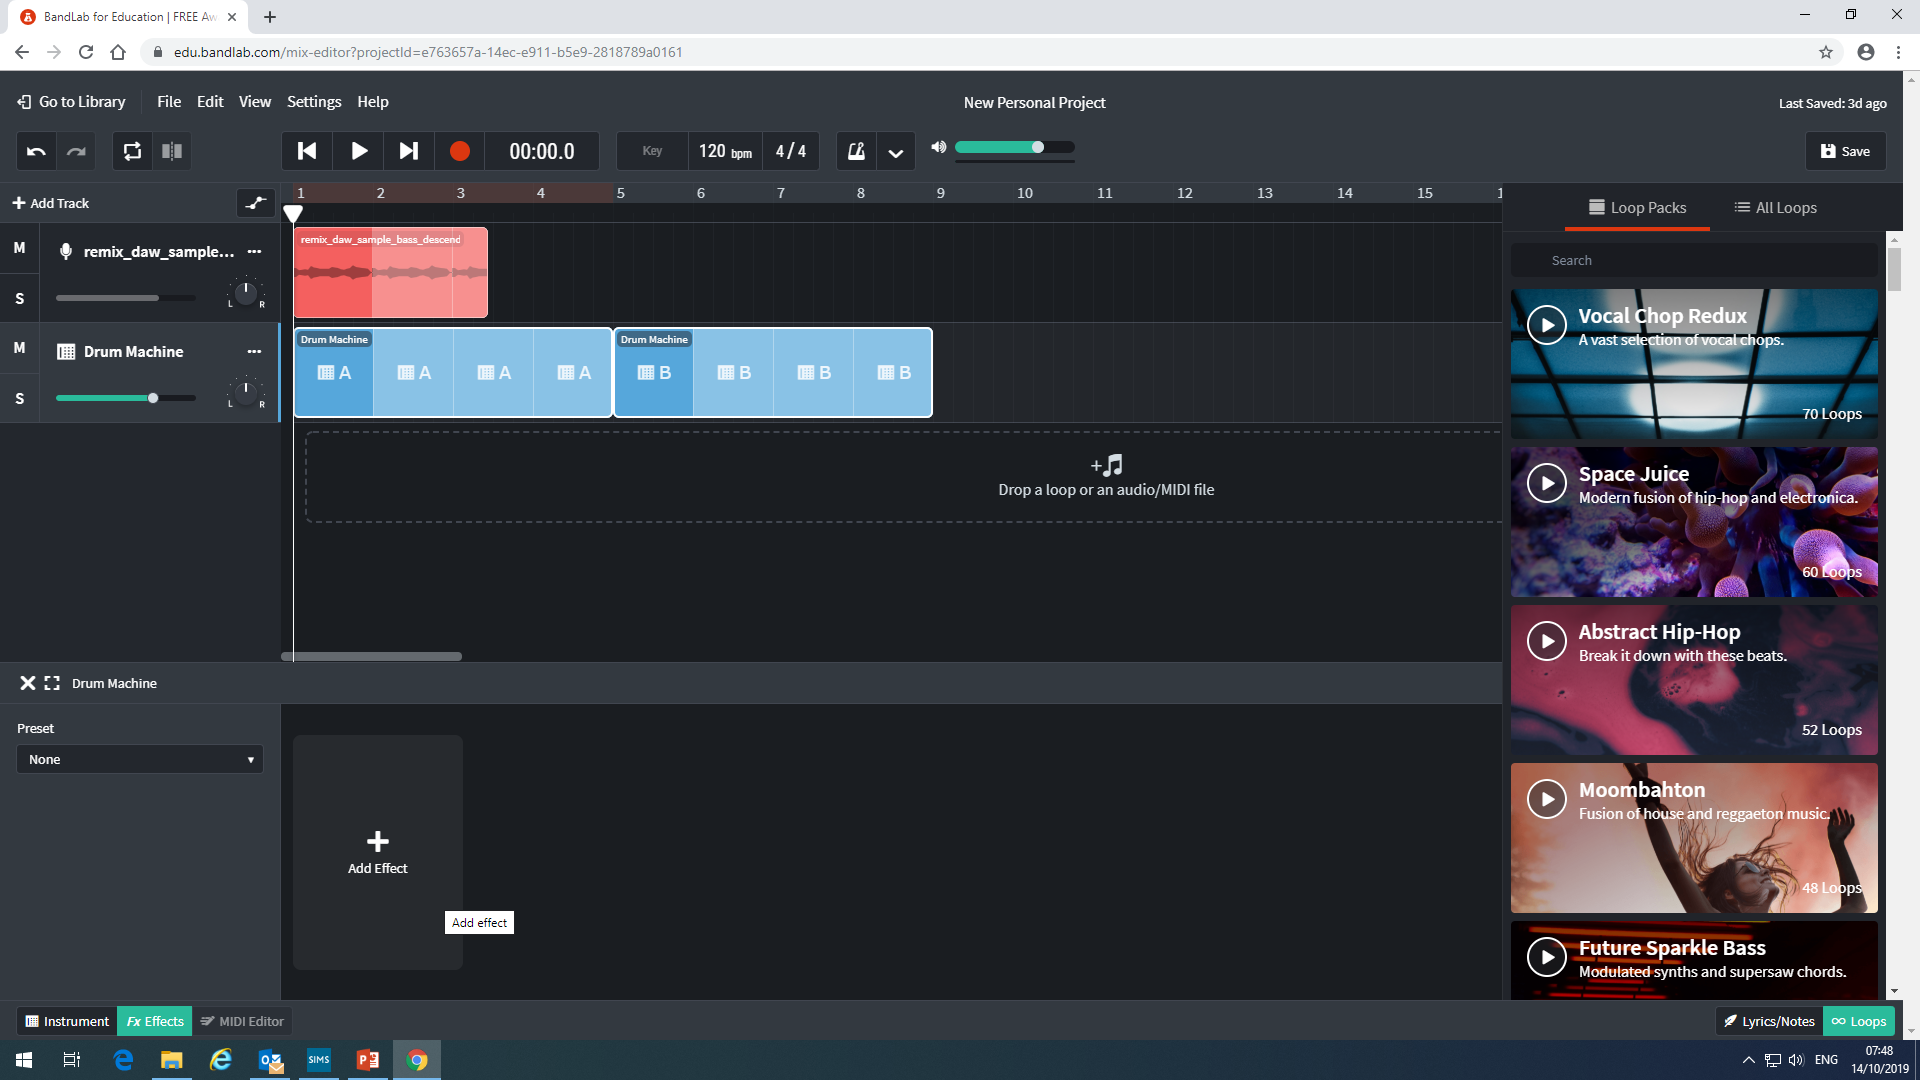 BandLab for Education | FREE Aw
edu.bandlab.com/mix-editor?projectId=e763657a-14ec-e911-b5e9-2818789a0161
Go to Library File Edit View Settings Help
New Personal Project
Last Saved: 3d ago
00:00.0
Key
120 bpm
4 / 4
Save
Add Track
1 2 3 4 5 6 7 8 9 10 11 12 13 14 15 1
Loop Packs
All Loops
M
remix_daw_sample... ...
S
L R
remix_daw_sample_bass_descend
Search
M
Drum Machine ...
S
L R
Drum Machine
A A A A
Drum Machine
B B B B
Drop a loop or an audio/MIDI file
Vocal Chop Redux
A vast selection of vocal chops.
70 Loops
Space Juice
Modern fusion of hip-hop and electronica.
60 Loops
Abstract Hip-Hop
Break it down with these beats.
52 Loops
Moombahton
Fusion of house and reggaeton music.
48 Loops
Future Sparkle Bass
Modulated synths and supersaw chords.
Drum Machine
Preset
None
Add Effect
Add effect
Instrument
Fx Effects
MIDI Editor
Lyrics/Notes
Loops
SIMS
ENG
07:48
14/10/2019